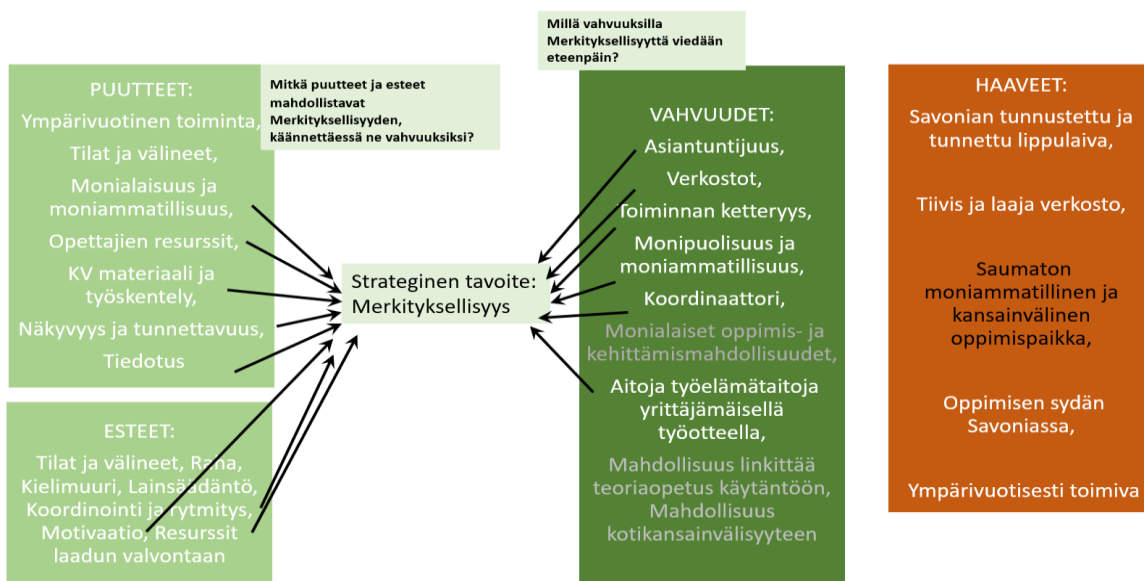 PUUTTEET:
Ympärivuotinen toiminta,
Tilat ja välineet,
Monialaisuus ja
moniammatillisuus,
Opettajien resurssit,
KV materiaali ja
työskentely,
Näkyvyys ja tunnettavuus,
Tiedotus
Mitkä puutteet ja esteet
mahdollistavat
Merkityksellisyyden,
käännettäessä ne vahvuuksiksi?
ESTEET:
Tilat ja välineet, Raha,
Kielimuuri, Lainsäädäntö,
Koordinointi ja rytmitys,
Motivaatio, Resurssit
laadun valvontaan
Strateginen tavoite:
Merkityksellisyys
Millä vahvuuksilla
Merkityksellisyyttä viedään
eteenpäin?
VAHVUUDET:
Asiantuntijuus,
Verkostot,
Toiminnan ketteryys,
Monipuolisuus ja
moniammatillisuus,
Koordinaattori,
Monialaiset oppimis- ja
kehittämismahdollisuudet,
Aitoja työelämätaitoja
yrittäjämäisellä
työotteella,
Mahdollisuus linkittää
teoriaopetus käytäntöön,
Mahdollisuus
kotikansainvälisyyteen
HAAVEET:
Savonian tunnustettu ja
tunnettu lippulaiva,
Tiivis ja laaja verkosto,
Saumaton
moniammatillinen ja
kansainvälinen
oppimispaikka,
Oppimisen sydän
Savoniassa,
Ympärivuotisesti toimiva